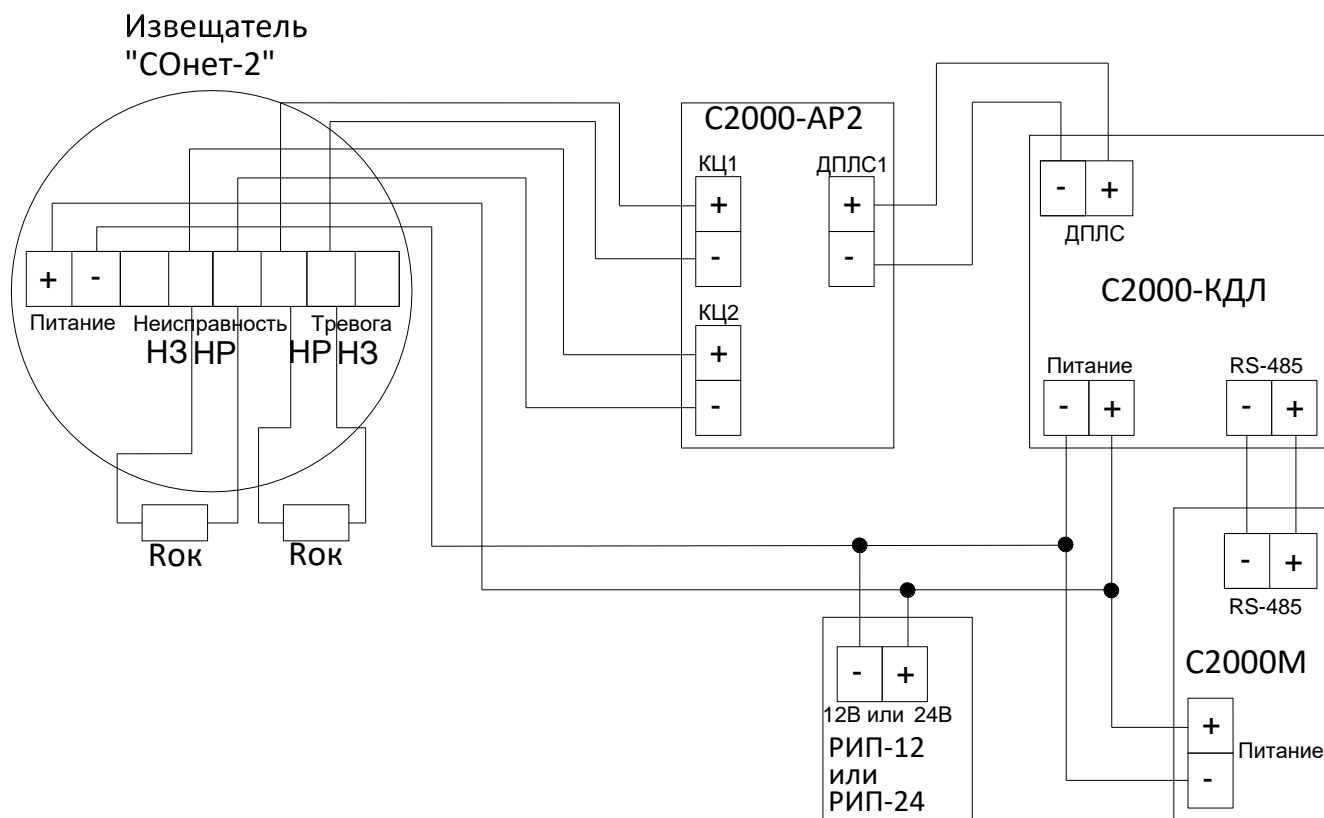 Извещатель
"СОнет-2"
+ -
Питание Неисправность Тревога
НЗ НР НР НЗ
Rок Rок
С2000-АР2
КЦ1 ДПЛС1
+ +
- -
КЦ2
+
-
- +
ДПЛС
С2000-КДЛ
Питание RS-485
- + - +
- +
RS-485
С2000М
+
Питание
-
- +
12В или 24В
РИП-12
или
РИП-24